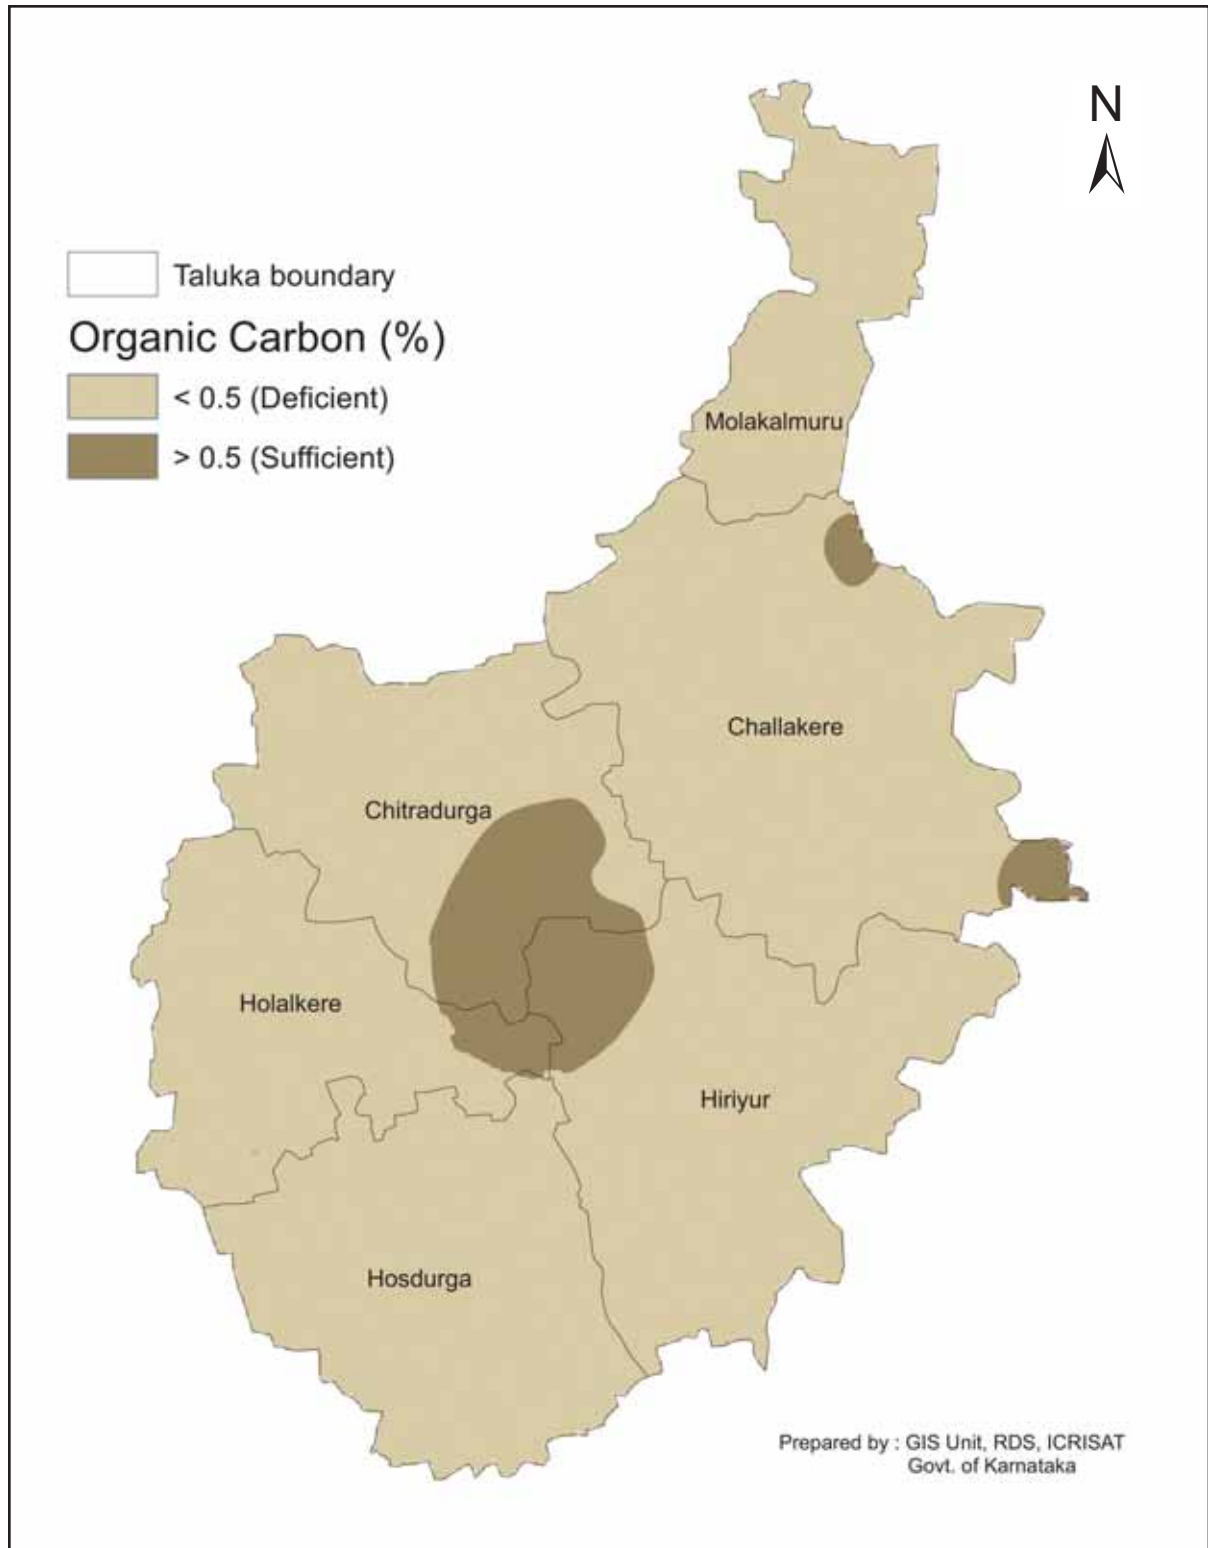 N
Taluka boundary
Organic Carbon (%)
< 0.5 (Deficient)
> 0.5 (Sufficient)
Molakalmuru
Challakere
Chitradurga
Holalkere
Hiriyur
Hosdurga
Prepared by : GIS Unit, RDS, ICRISAT
Govt. of Karnataka